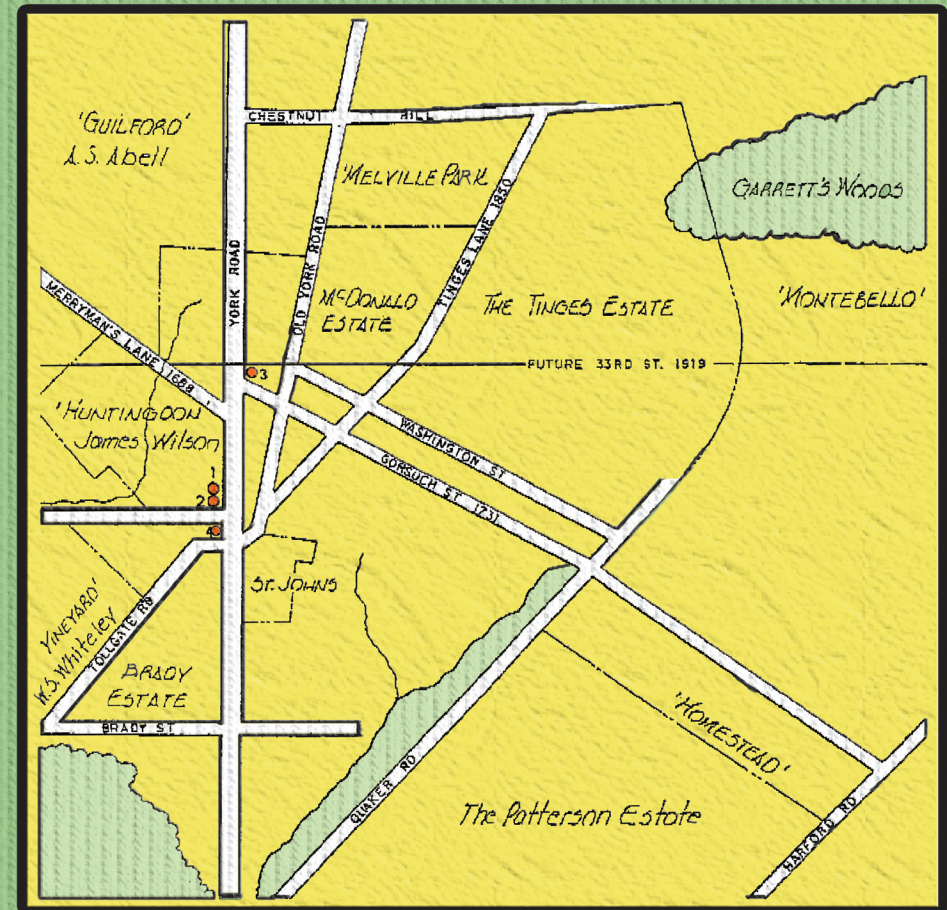 'GUILFORD'
A.S. Abell
CHESTNUT HILL
'MELVILLE PARK
GARRETT'S WOODS
YORK ROAD
OLD YORK ROAD
TINGES LANE 1850
McDONALD
ESTATE
THE TINGES ESTATE
'MONTEBELLO'
MERRYMAN'S LANE (1688)
3
FUTURE 33RD ST. 1919
'HUNTINGDON'
James Wilson
WASHINGTON ST
GORSUCH ST 1731
1
2
4
ST. JOHNS
'VINEYARD'
W.S. Whiteley
TOLLGATE RD
BRADY
ESTATE
BRADY ST
'HOMESTEAD'
QUAKER RD
The Patterson Estate
HARFORD RD